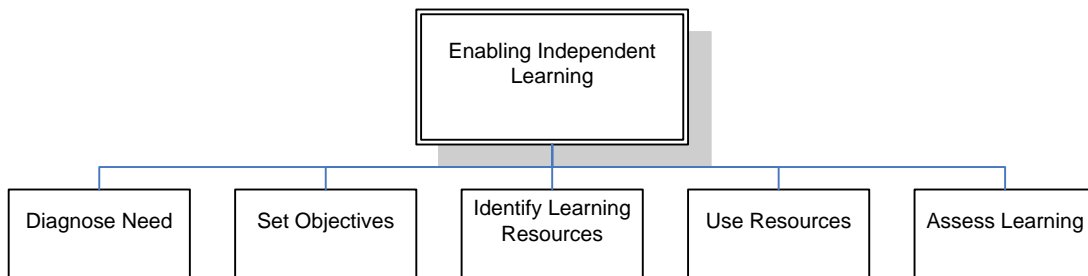 Enabling Independent
Learning
Diagnose Need
Set Objectives
Identify Learning
Resources
Use Resources
Assess Learning